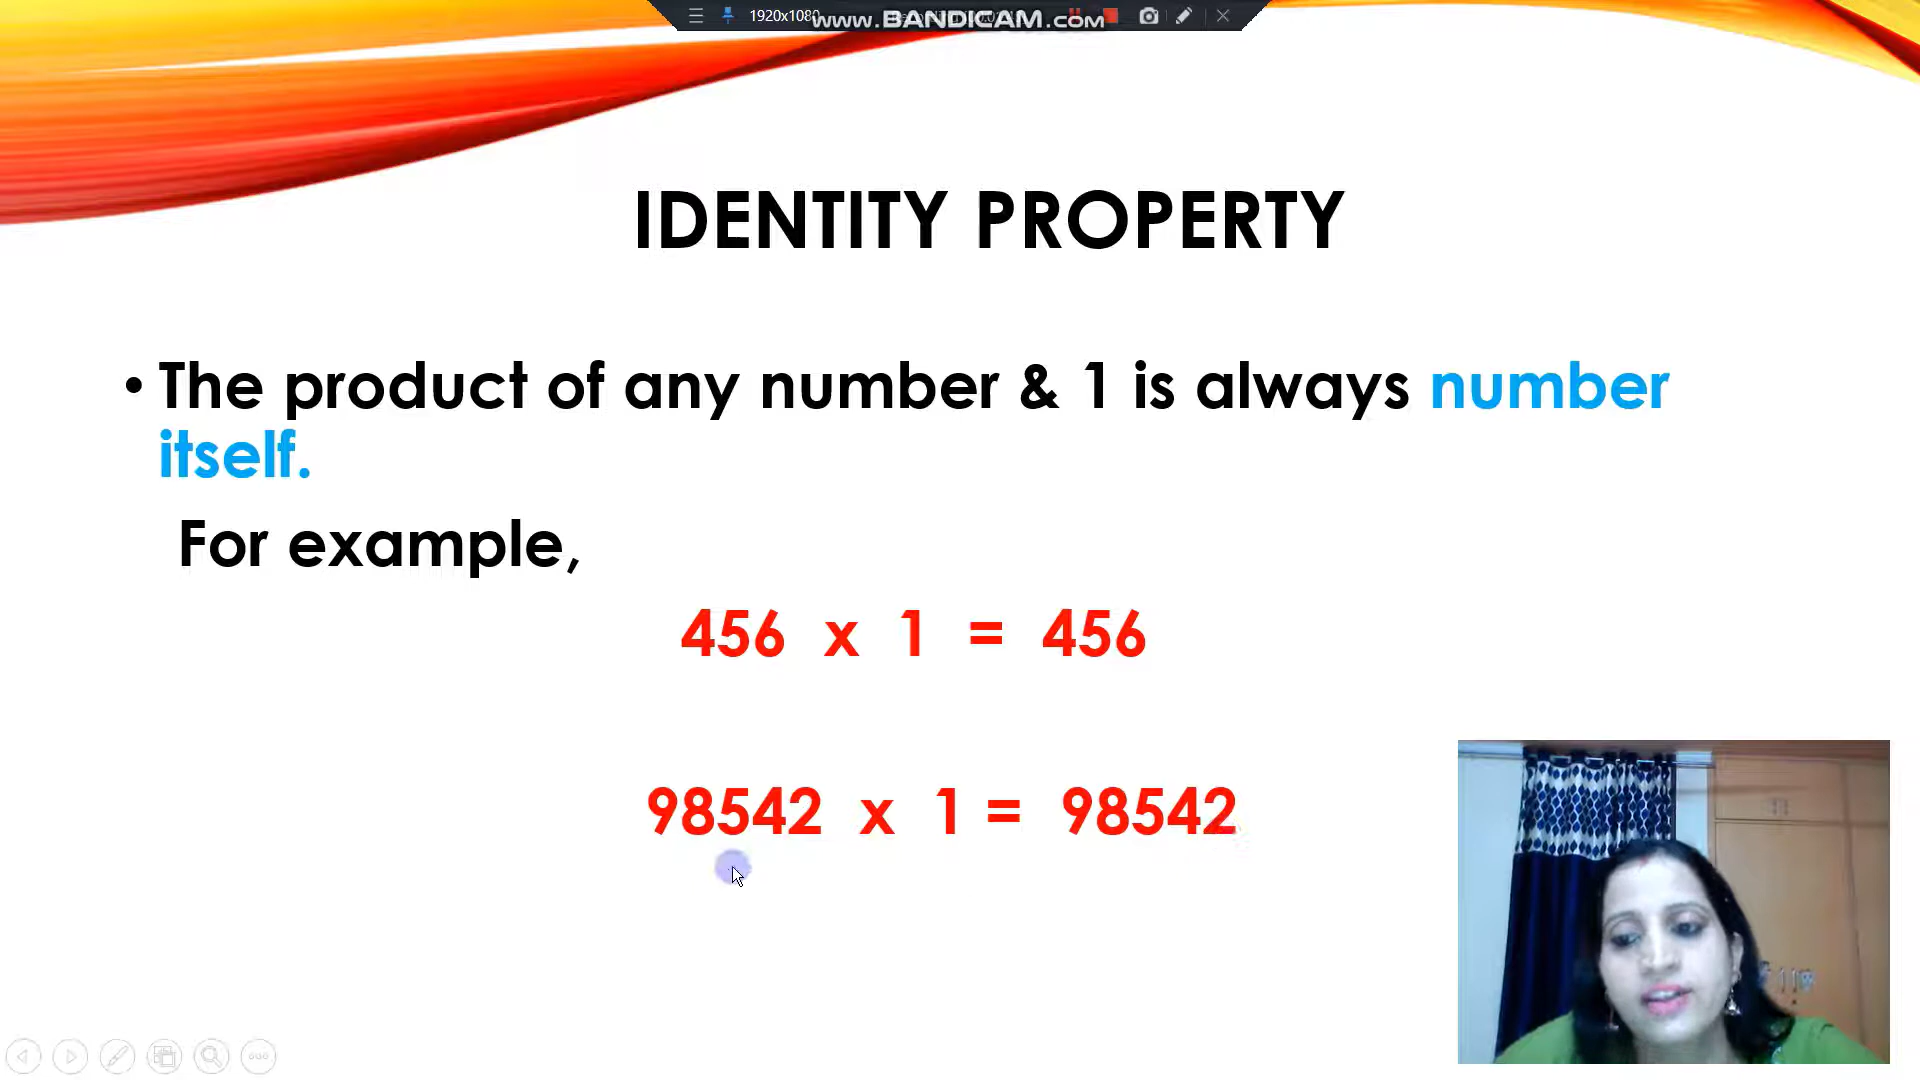 1920x1080
www.BANDICAM.com
IDENTITY PROPERTY
• The product of any number & 1 is always number
itself.
For example,
456 x 1 = 456
98542 x 1 = 98542